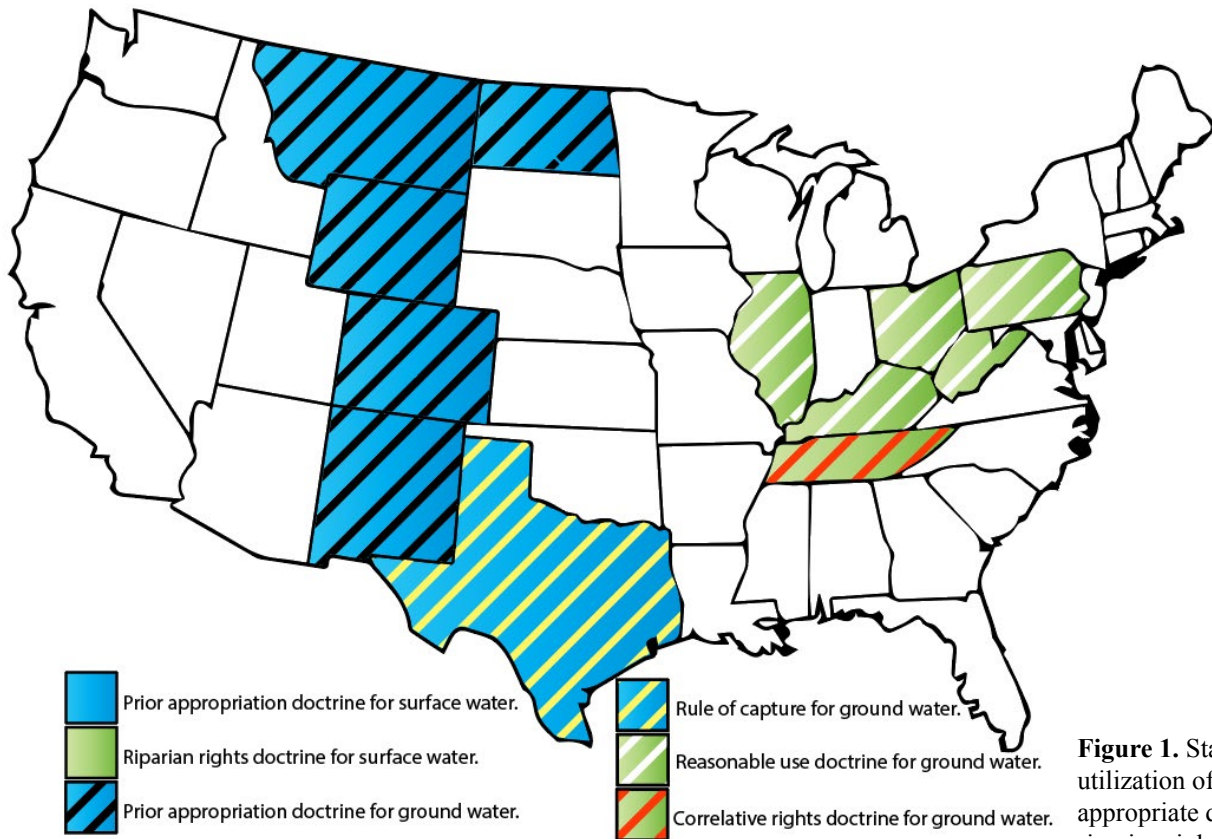 Prior appropriation doctrine for surface water.
Riparian rights doctrine for surface water.
Prior appropriation doctrine for ground water.
Rule of capture for ground water.
Reasonable use doctrine for ground water.
Correlative rights doctrine for ground water.
Figure 1. Sta
utilization of
appropriate